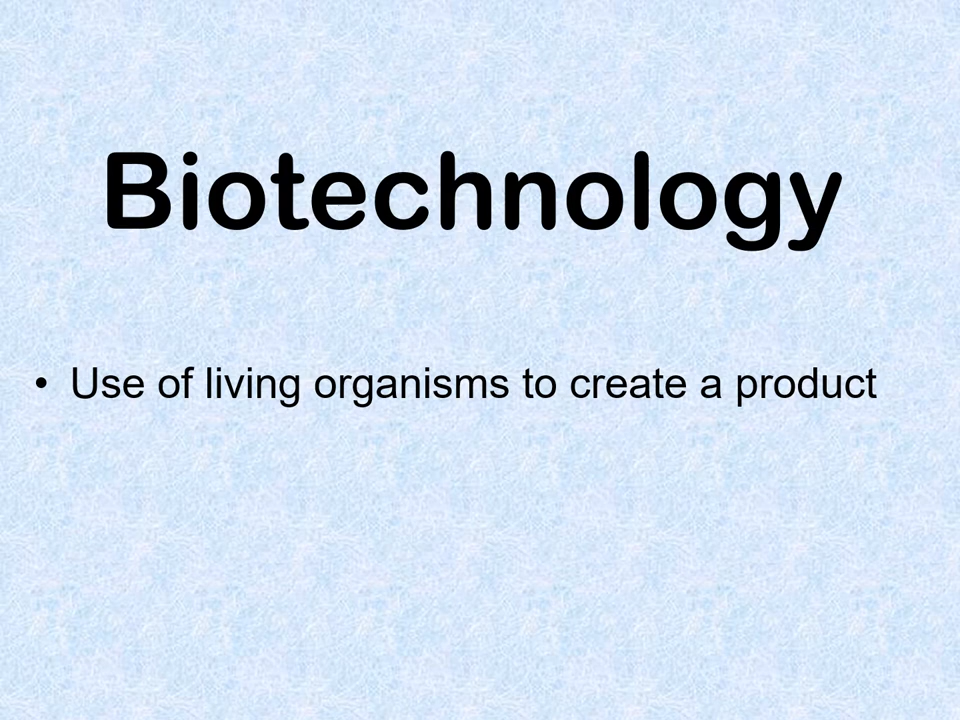 Biotechnology
• Use of living organisms to create a product